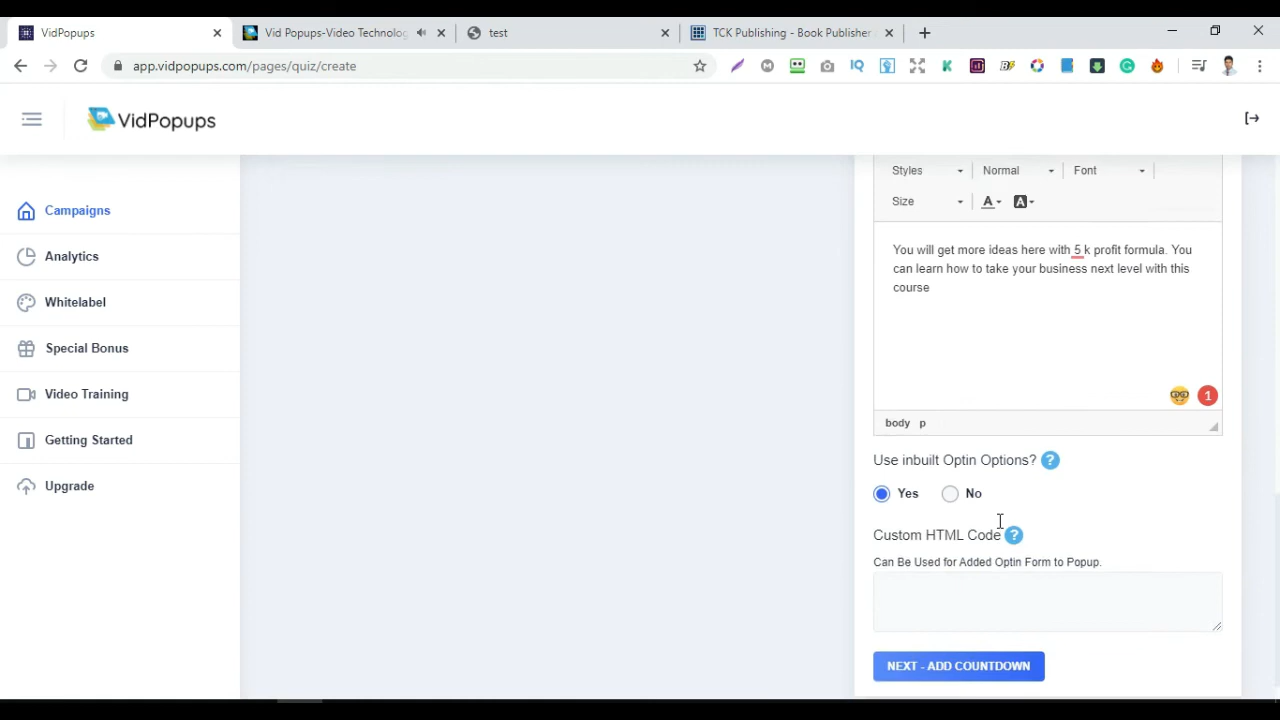 VidPopups
Vid Popups-Video Technolog
test
TCK Publishing - Book Publisher
app.vidpopups.com/pages/quiz/create
VidPopups
Campaigns
Analytics
Whitelabel
Special Bonus
Video Training
Getting Started
Upgrade
Styles Normal Font
Size A A
You will get more ideas here with 5 k profit formula. You
can learn how to take your business next level with this
course
1
body p
Use inbuilt Optin Options? ?
Yes No
Custom HTML Code ?
Can Be Used for Added Optin Form to Popup.
NEXT - ADD COUNTDOWN